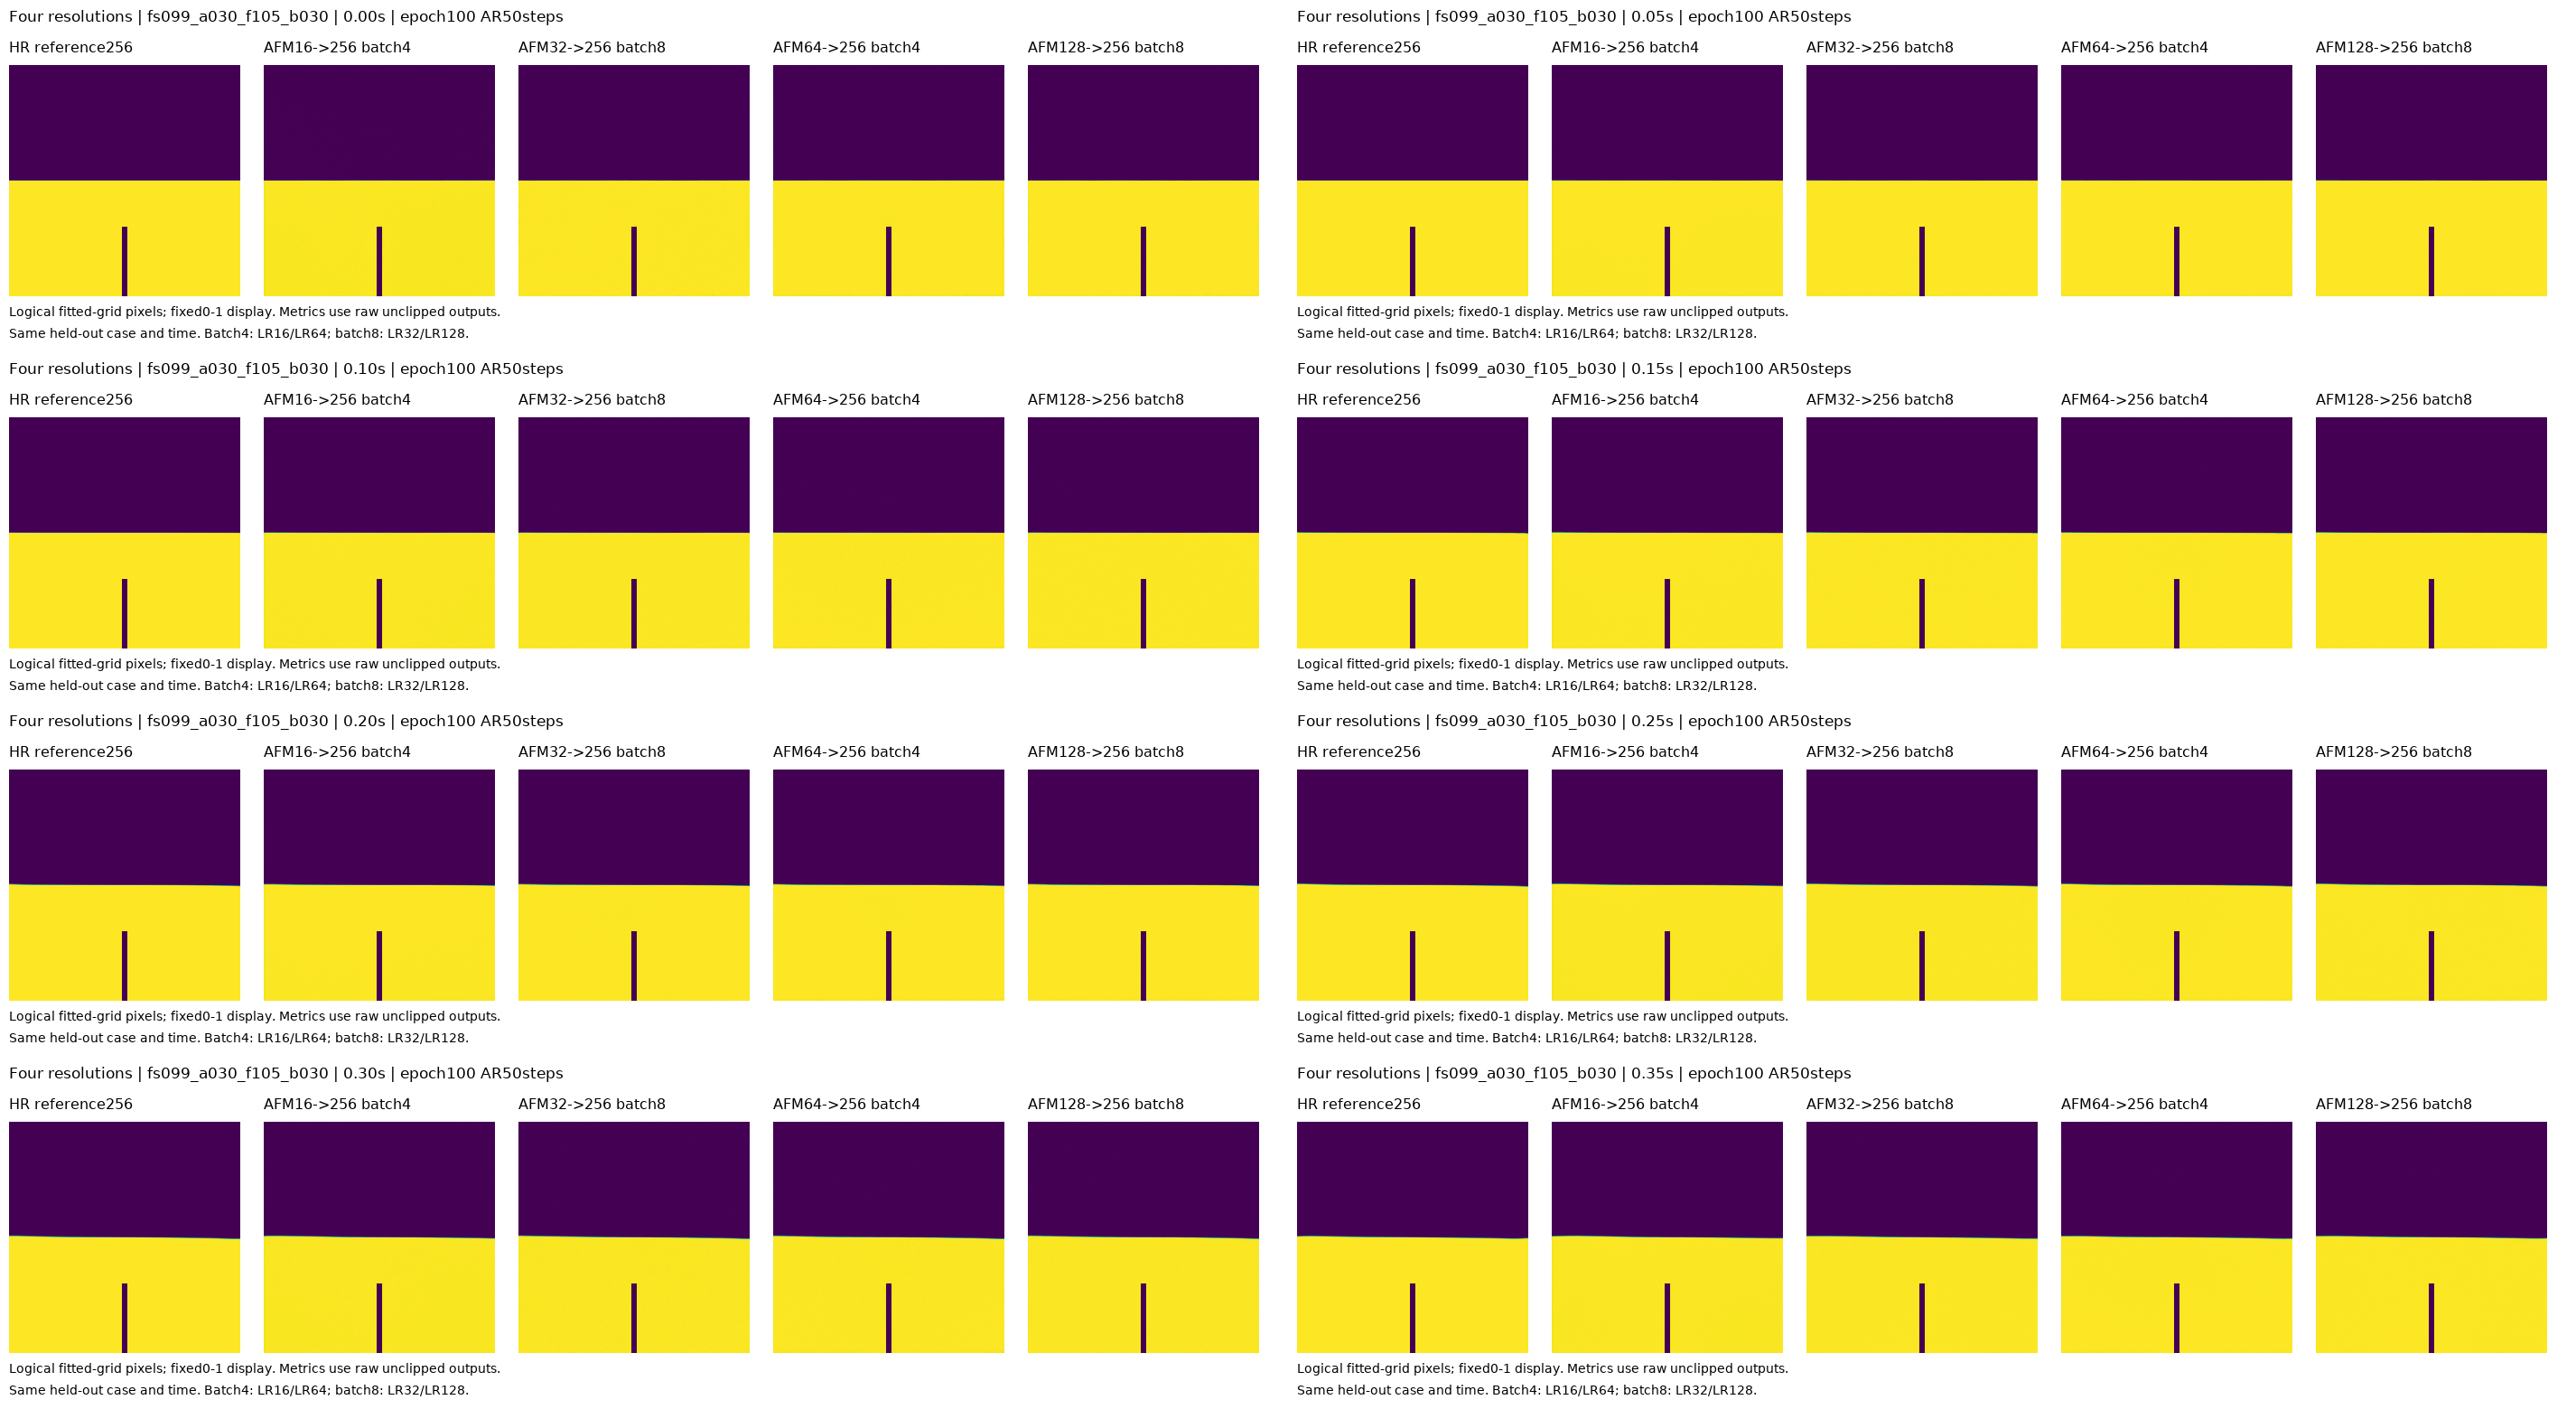 Four resolutions | fs099_a030_f105_b030 | 0.00s | epoch100 AR50steps
HR reference256 AFM16->256 batch4 AFM32->256 batch8 AFM64->256 batch4 AFM128->256 batch8
Logical fitted-grid pixels; fixed0-1 display. Metrics use raw unclipped outputs.
Same held-out case and time. Batch4: LR16/LR64; batch8: LR32/LR128.
Four resolutions | fs099_a030_f105_b030 | 0.05s | epoch100 AR50steps
HR reference256 AFM16->256 batch4 AFM32->256 batch8 AFM64->256 batch4 AFM128->256 batch8
Logical fitted-grid pixels; fixed0-1 display. Metrics use raw unclipped outputs.
Same held-out case and time. Batch4: LR16/LR64; batch8: LR32/LR128.
Four resolutions | fs099_a030_f105_b030 | 0.10s | epoch100 AR50steps
HR reference256 AFM16->256 batch4 AFM32->256 batch8 AFM64->256 batch4 AFM128->256 batch8
Logical fitted-grid pixels; fixed0-1 display. Metrics use raw unclipped outputs.
Same held-out case and time. Batch4: LR16/LR64; batch8: LR32/LR128.
Four resolutions | fs099_a030_f105_b030 | 0.15s | epoch100 AR50steps
HR reference256 AFM16->256 batch4 AFM32->256 batch8 AFM64->256 batch4 AFM128->256 batch8
Logical fitted-grid pixels; fixed0-1 display. Metrics use raw unclipped outputs.
Same held-out case and time. Batch4: LR16/LR64; batch8: LR32/LR128.
Four resolutions | fs099_a030_f105_b030 | 0.20s | epoch100 AR50steps
HR reference256 AFM16->256 batch4 AFM32->256 batch8 AFM64->256 batch4 AFM128->256 batch8
Logical fitted-grid pixels; fixed0-1 display. Metrics use raw unclipped outputs.
Same held-out case and time. Batch4: LR16/LR64; batch8: LR32/LR128.
Four resolutions | fs099_a030_f105_b030 | 0.25s | epoch100 AR50steps
HR reference256 AFM16->256 batch4 AFM32->256 batch8 AFM64->256 batch4 AFM128->256 batch8
Logical fitted-grid pixels; fixed0-1 display. Metrics use raw unclipped outputs.
Same held-out case and time. Batch4: LR16/LR64; batch8: LR32/LR128.
Four resolutions | fs099_a030_f105_b030 | 0.30s | epoch100 AR50steps
HR reference256 AFM16->256 batch4 AFM32->256 batch8 AFM64->256 batch4 AFM128->256 batch8
Logical fitted-grid pixels; fixed0-1 display. Metrics use raw unclipped outputs.
Same held-out case and time. Batch4: LR16/LR64; batch8: LR32/LR128.
Four resolutions | fs099_a030_f105_b030 | 0.35s | epoch100 AR50steps
HR reference256 AFM16->256 batch4 AFM32->256 batch8 AFM64->256 batch4 AFM128->256 batch8
Logical fitted-grid pixels; fixed0-1 display. Metrics use raw unclipped outputs.
Same held-out case and time. Batch4: LR16/LR64; batch8: LR32/LR128.